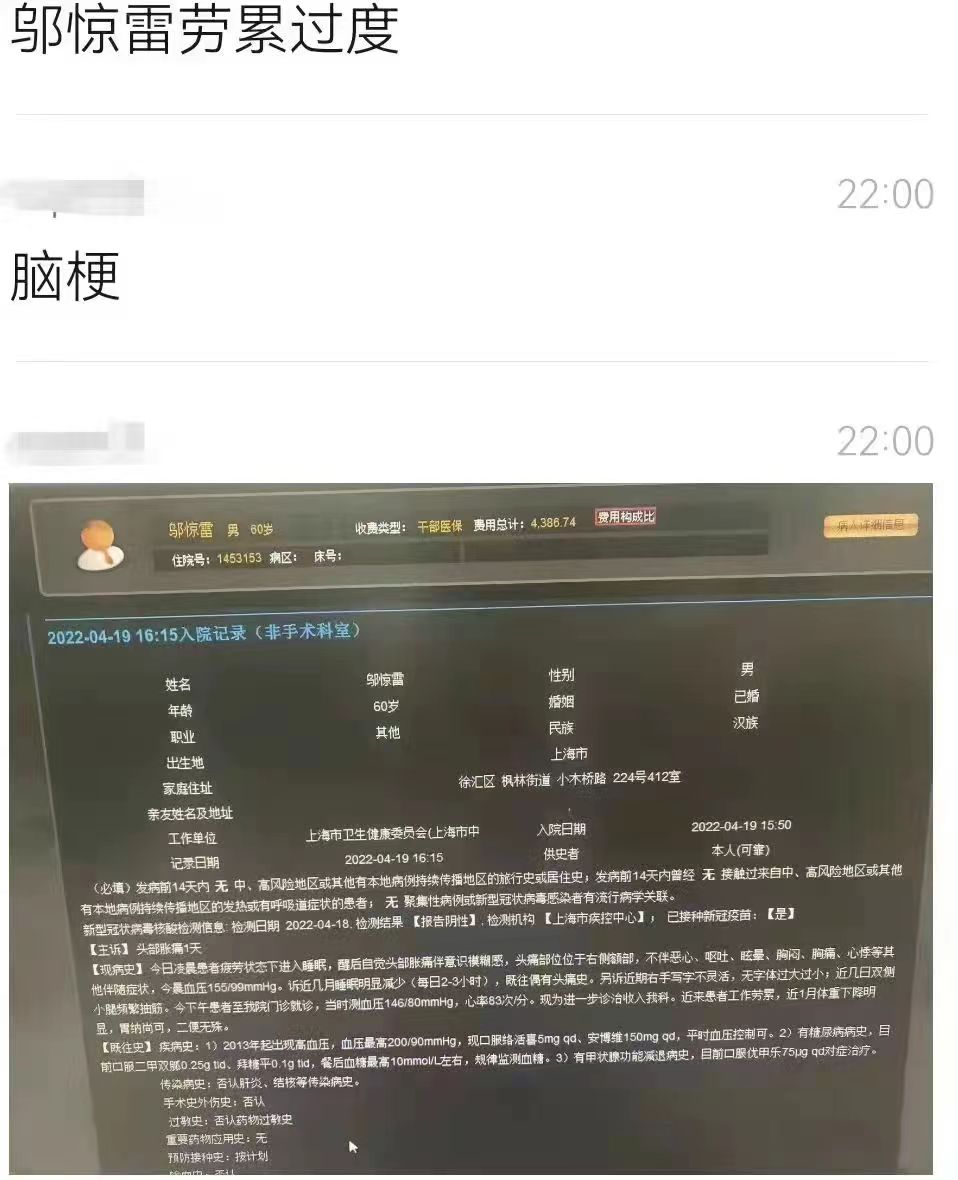 邬惊雷劳累过度
22:00
脑梗
22:00
邬惊雷 男 60岁 收费类型: 干部医保 费用总计: 4,386.74 费用构成比 病人详细信息
住院号: 1453153 病区: 床号:
2022-04-19 16:15入院记录（非手术科室）
姓名 邬惊雷 性别 男
年龄 60岁 婚姻 已婚
职业 其他 民族 汉族
出生地 上海市
家庭住址 徐汇区 枫林街道 小木桥路 224号412室
亲友姓名及地址
工作单位 上海市卫生健康委员会(上海市中 入院日期 2022-04-19 15:50
记录日期 2022-04-19 16:15 供史者 本人(可靠)
（必填）发病前14天内 无 中、高风险地区或其他有本地病例持续传播地区的旅行史或居住史，发病前14天内曾经 无 接触过来自中、高风险地区或其他
有本地病例持续传播地区的发热或有呼吸道症状的患者； 无 聚集性病例或新型冠状病毒感染者有流行病学关联。
新型冠状病毒核酸检测信息: 检测日期 2022-04-18. 检测结果 【报告阴性】. 检测机构 【上海市疾控中心】； 已接种新冠疫苗: 【是】
【主诉】 头部胀痛1天
【现病史】 今日凌晨患者疲劳状态下进入睡眠，醒后自觉头部胀痛伴意识模糊感，头痛部位位于右侧额部，不伴恶心、呕吐、眩晕、胸闷、胸痛、心悸等其
他伴随症状，今晨血压155/99mmHg。诉近几月睡眠明显减少（每日2-3小时），既往偶有头痛史。另诉近期右手写字不灵活，无字体过大过小；近几日双侧
小腿频繁抽筋。今下午患者至我院门诊就诊，当时测血压146/80mmHg，心率83次/分。现为进一步诊治收入我科。近来患者工作劳累，近1月体重下降明
显，胃纳尚可，二便无殊。
【既往史】 疾病史: 1）2013年起出现高血压，血压最高200/90mmHg，现口服络活喜5mg qd、安博维150mg qd，平时血压控制可。2）有糖尿病病史，目
前口服二甲双胍0.25g tid、拜糖平0.1g tid，餐后血糖最高10mmol/L左右，规律监测血糖。3）有甲状腺功能减退病史，目前口服优甲乐75μg qd对症治疗。
传染病史: 否认肝炎、结核等传染病史。
手术史外伤史: 否认
过敏史: 否认药物过敏史
重要药物应用史: 无
预防接种史: 按计划